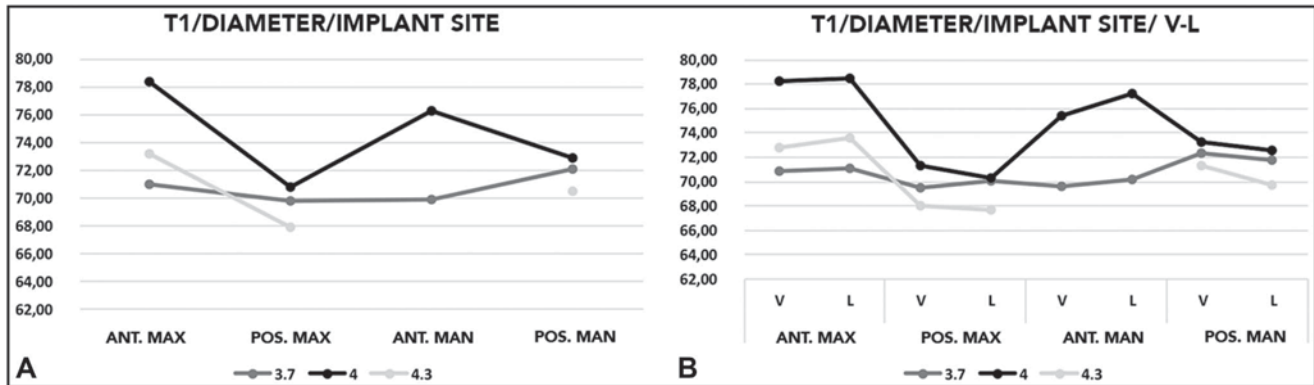 T1/DIAMETER/IMPLANT SITE
80,00
78,00
76,00
74,00
72,00
70,00
68,00
66,00
64,00
62,00
ANT. MAX POS. MAX ANT. MAN POS. MAN
A
3.7 4 4.3
T1/DIAMETER/IMPLANT SITE/ V-L
80,00
78,00
76,00
74,00
72,00
70,00
68,00
66,00
64,00
62,00
V L V L V L V L
ANT. MAX POS. MAX ANT. MAN POS. MAN
B
3.7 4 4.3